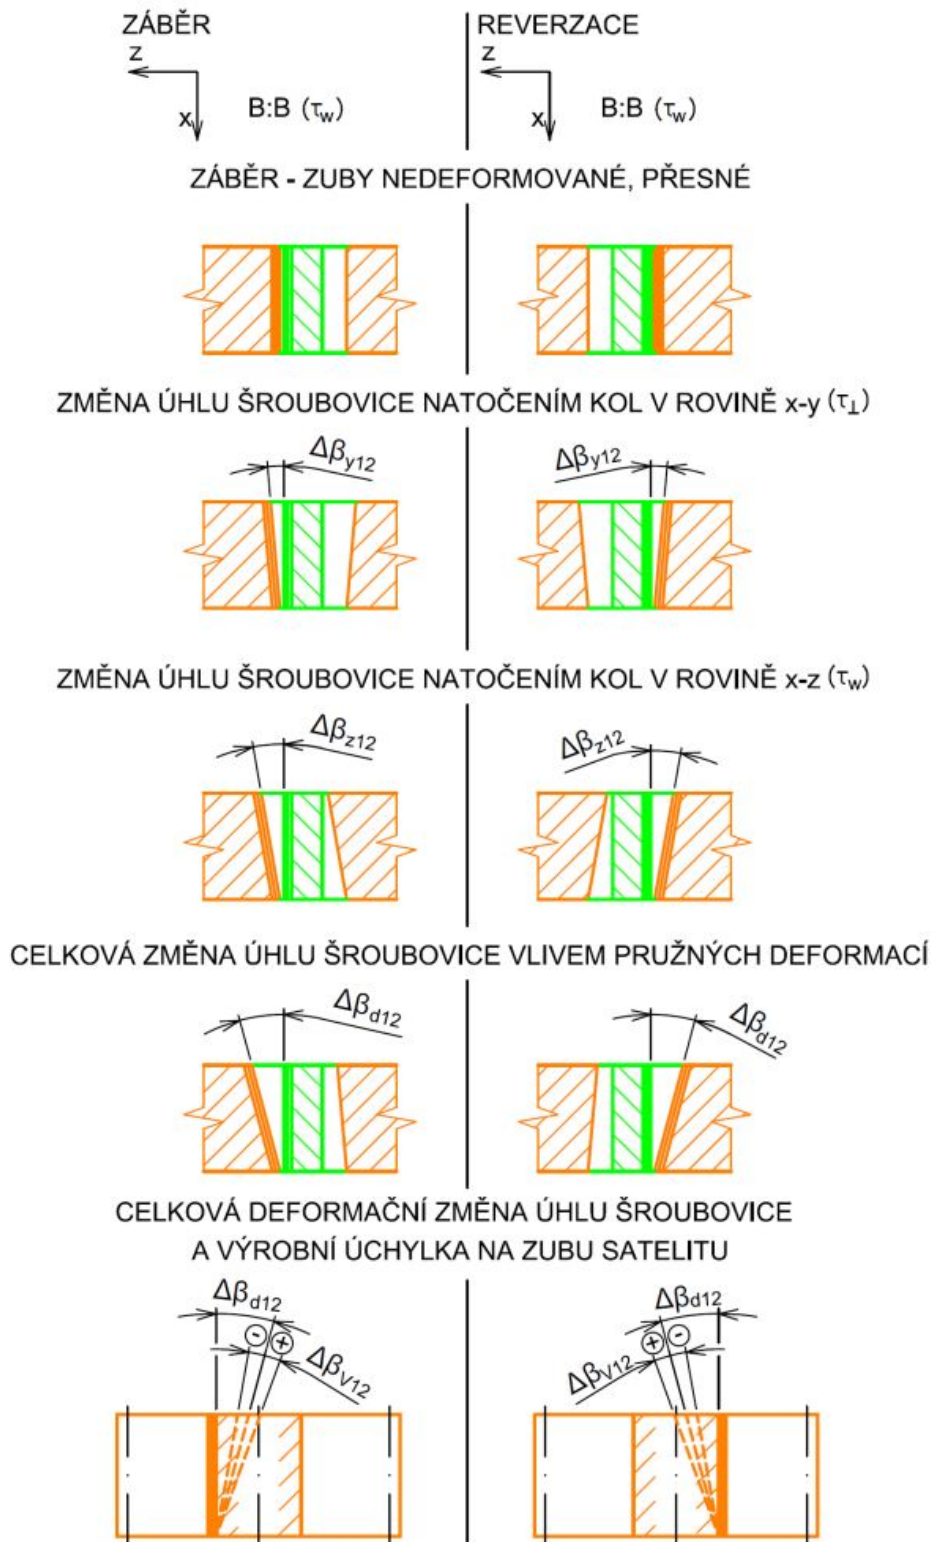 ZÁBĚR
REVERZACE
z
z
x
B:B (τw)
x
B:B (τw)
ZÁBĚR - ZUBY NEDEFORMOVANÉ, PŘESNÉ
ZMĚNA ÚHLU ŠROUBOVICE NATOČENÍM KOL V ROVINĚ x-y (τ⊥)
Δβy12
Δβy12
ZMĚNA ÚHLU ŠROUBOVICE NATOČENÍM KOL V ROVINĚ x-z (τw)
Δβz12
Δβz12
CELKOVÁ ZMĚNA ÚHLU ŠROUBOVICE VLIVEM PRUŽNÝCH DEFORMACÍ
Δβd12
Δβd12
CELKOVÁ DEFORMAČNÍ ZMĚNA ÚHLU ŠROUBOVICE
A VÝROBNÍ ÚCHYLKA NA ZUBU SATELITU
Δβd12
Δβd12
- +
+ -
ΔβV12
ΔβV12